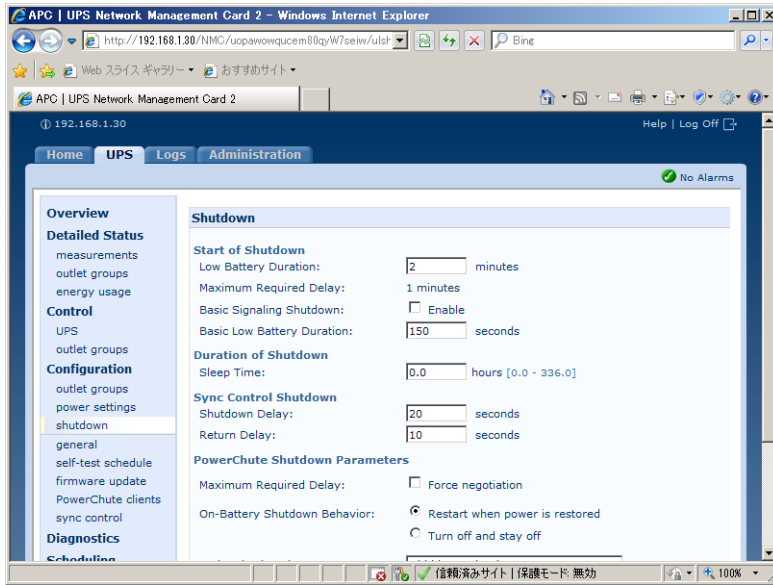 APC | UPS Network Management Card 2 - Windows Internet Explorer
http://192.168.1.30/NMC/uopawowqucem80qyW7seiw/ulsh
Bing
Web スライス ギャラリー
おすすめサイト
APC | UPS Network Management Card 2
192.168.1.30
Help | Log Off
Home UPS Logs Administration
No Alarms
Overview
Detailed Status
measurements
outlet groups
energy usage
Control
UPS
outlet groups
Configuration
outlet groups
power settings
shutdown
general
self-test schedule
firmware update
PowerChute clients
sync control
Diagnostics
Scheduling
Shutdown
Start of Shutdown
Low Battery Duration: 2 minutes
Maximum Required Delay: 1 minutes
Basic Signaling Shutdown: Enable
Basic Low Battery Duration: 150 seconds
Duration of Shutdown
Sleep Time: 0.0 hours [0.0 - 336.0]
Sync Control Shutdown
Shutdown Delay: 20 seconds
Return Delay: 10 seconds
PowerChute Shutdown Parameters
Maximum Required Delay: Force negotiation
On-Battery Shutdown Behavior: Restart when power is restored
Turn off and stay off
信頼済みサイト | 保護モード: 無効
100%